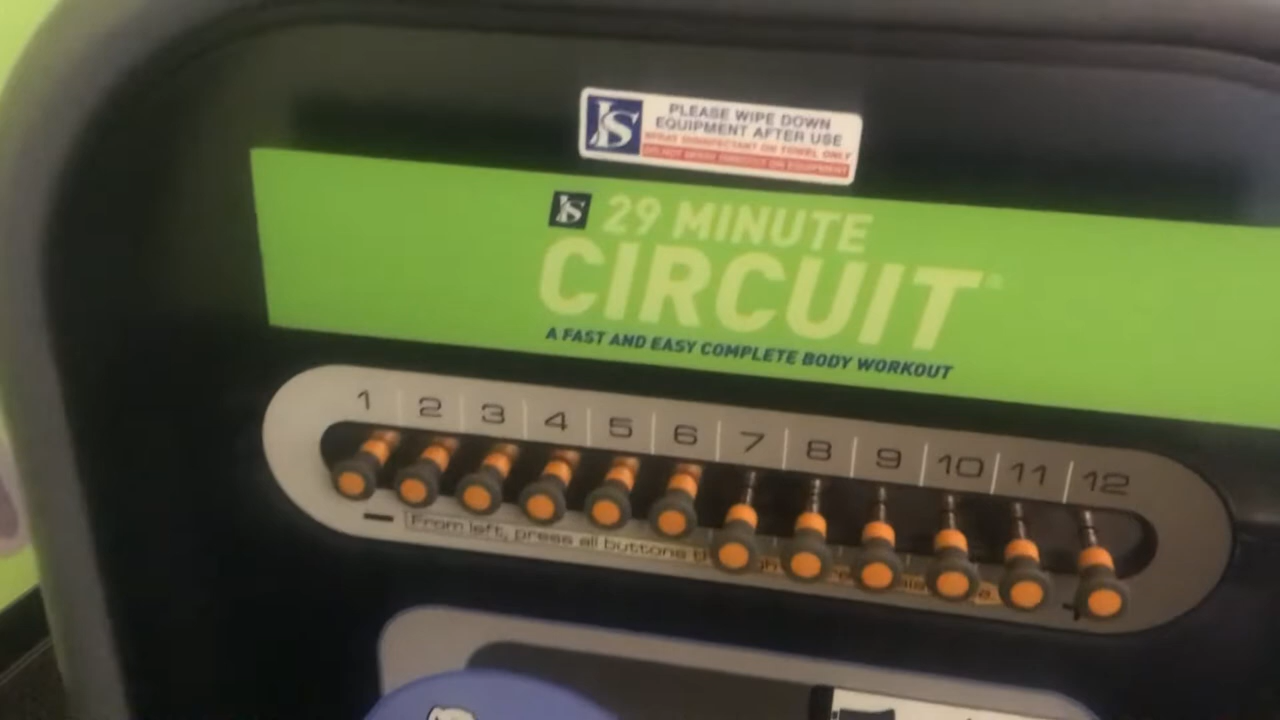 PLEASE WIPE DOWN
EQUIPMENT AFTER USE
SPRAY DISINFECTANT ON TOWEL ONLY
DO NOT SPRAY DIRECTLY ON EQUIPMENT
29 MINUTE
CIRCUIT®
A FAST AND EASY COMPLETE BODY WORKOUT
1 2 3 4 5 6 7 8 9 10 11 12
From left, press all buttons